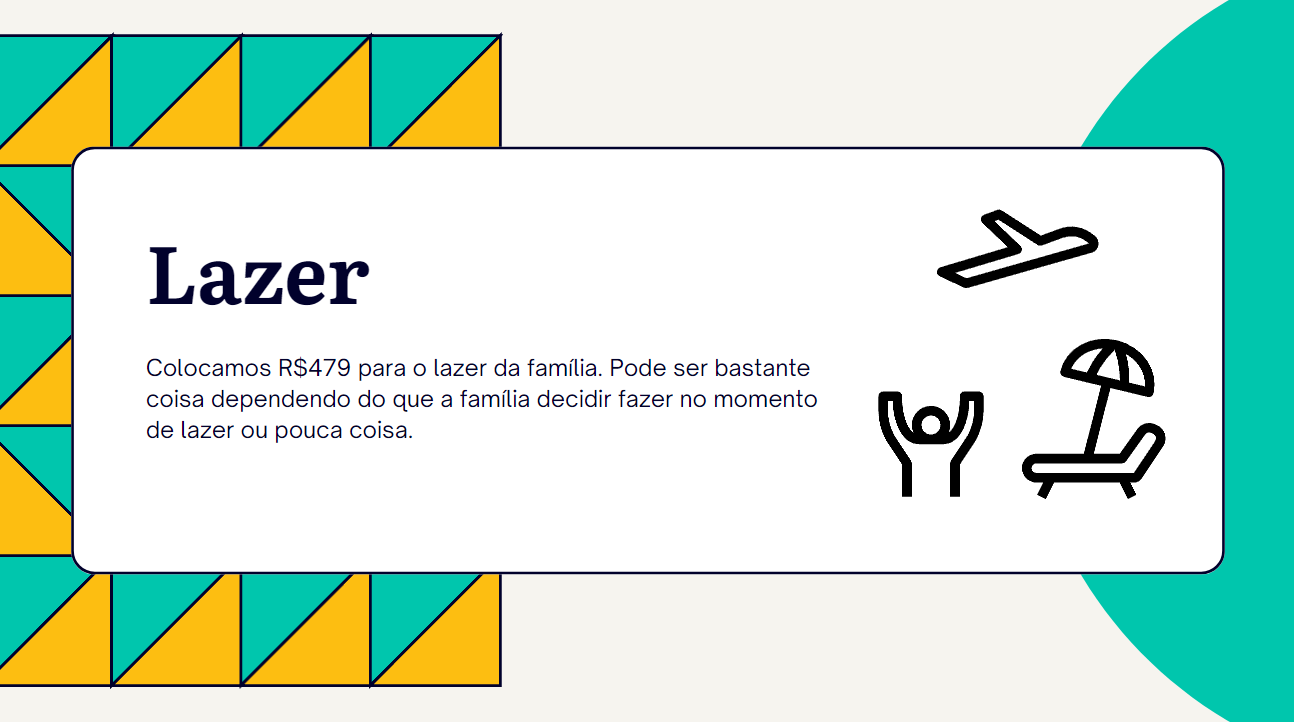 Lazer
Colocamos R$479 para o lazer da família. Pode ser bastante
coisa dependendo do que a família decidir fazer no momento
de lazer ou pouca coisa.